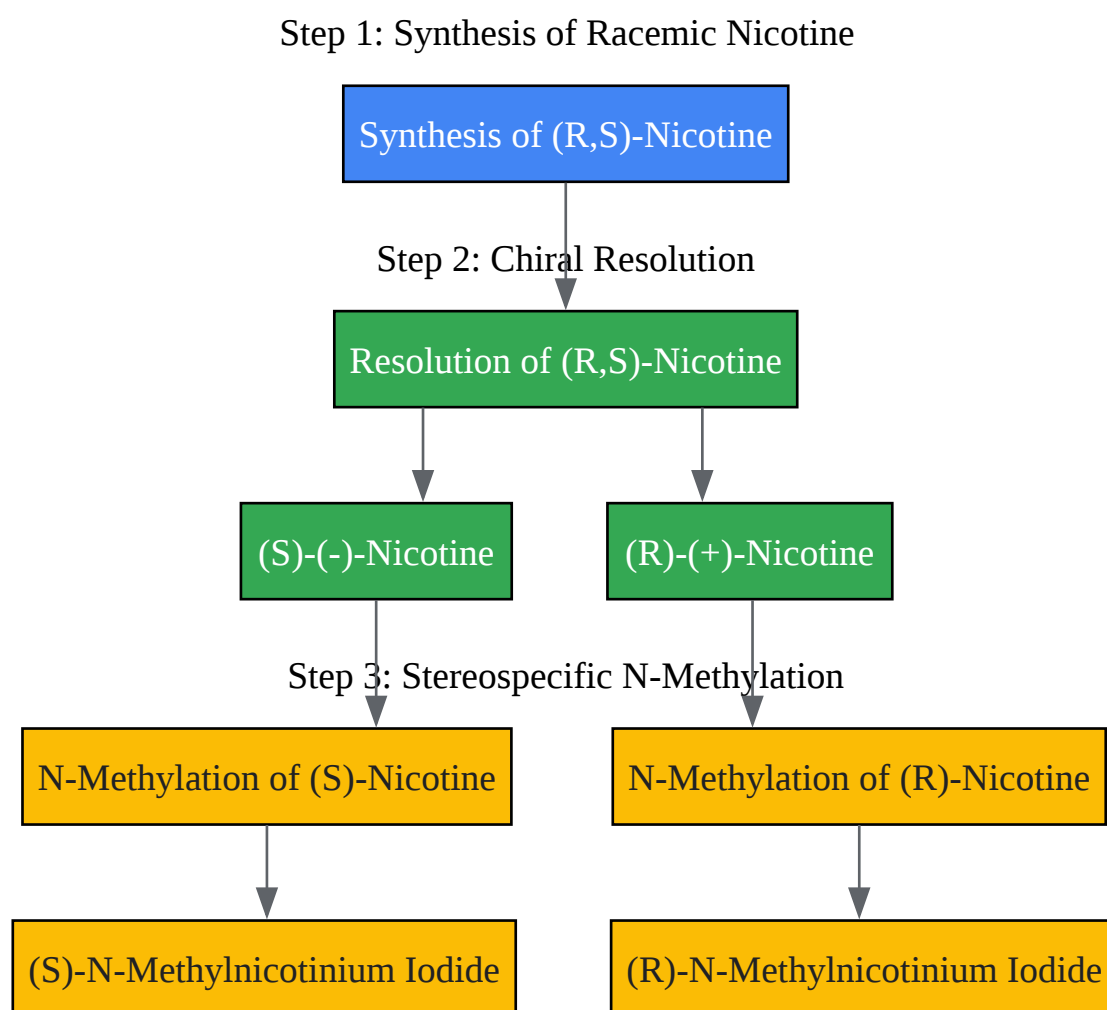 Step 1: Synthesis of Racemic Nicotine
Synthesis of (R,S)-Nicotine
Step 2: Chiral Resolution
Resolution of (R,S)-Nicotine
(S)-(-)-Nicotine
(R)-(+)-Nicotine
Step 3: Stereospecific N-Methylation
N-Methylation of (S)-Nicotine
N-Methylation of (R)-Nicotine
(S)-N-Methylnicotinium Iodide
(R)-N-Methylnicotinium Iodide